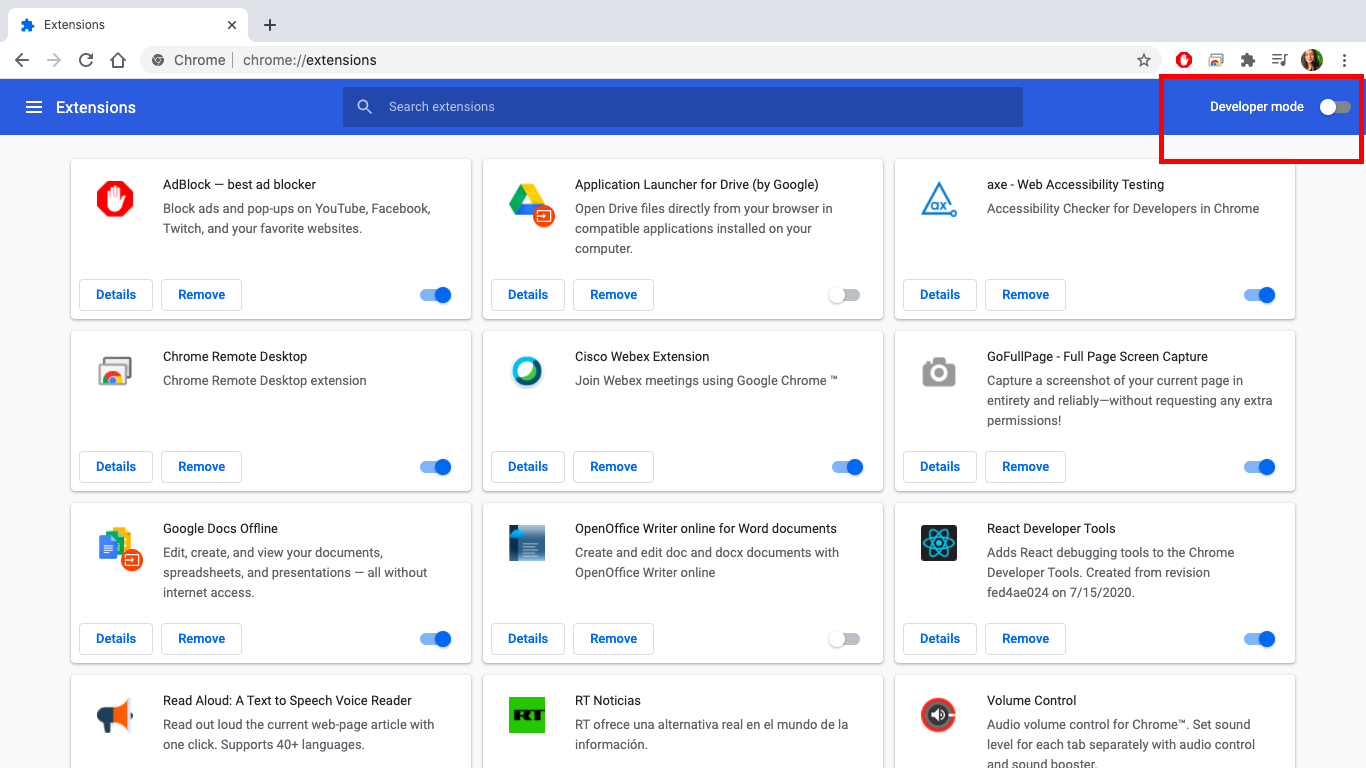 Extensions
Chrome
chrome://extensions
Extensions
Search extensions
Developer mode
AdBlock — best ad blocker
Block ads and pop-ups on YouTube, Facebook,
Twitch, and your favorite websites.
Details
Remove
Application Launcher for Drive (by Google)
Open Drive files directly from your browser in
compatible applications installed on your
computer.
Details
Remove
ax
axe - Web Accessibility Testing
Accessibility Checker for Developers in Chrome
Details
Remove
Chrome Remote Desktop
Chrome Remote Desktop extension
Details
Remove
Cisco Webex Extension
Join Webex meetings using Google Chrome ™
Details
Remove
GoFullPage - Full Page Screen Capture
Capture a screenshot of your current page in
entirety and reliably—without requesting any extra
permissions!
Details
Remove
Google Docs Offline
Edit, create, and view your documents,
spreadsheets, and presentations — all without
internet access.
Details
Remove
OpenOffice Writer online for Word documents
Create and edit doc and docx documents with
OpenOffice Writer online
Details
Remove
React Developer Tools
Adds React debugging tools to the Chrome
Developer Tools. Created from revision
fed4ae024 on 7/15/2020.
Details
Remove
Read Aloud: A Text to Speech Voice Reader
Read out loud the current web-page article with
one click. Supports 40+ languages.
RT
RT Noticias
RT ofrece una alternativa real en el mundo de la
información.
Volume Control
Audio volume control for Chrome™. Set sound
level for each tab separately with audio control
and sound booster.